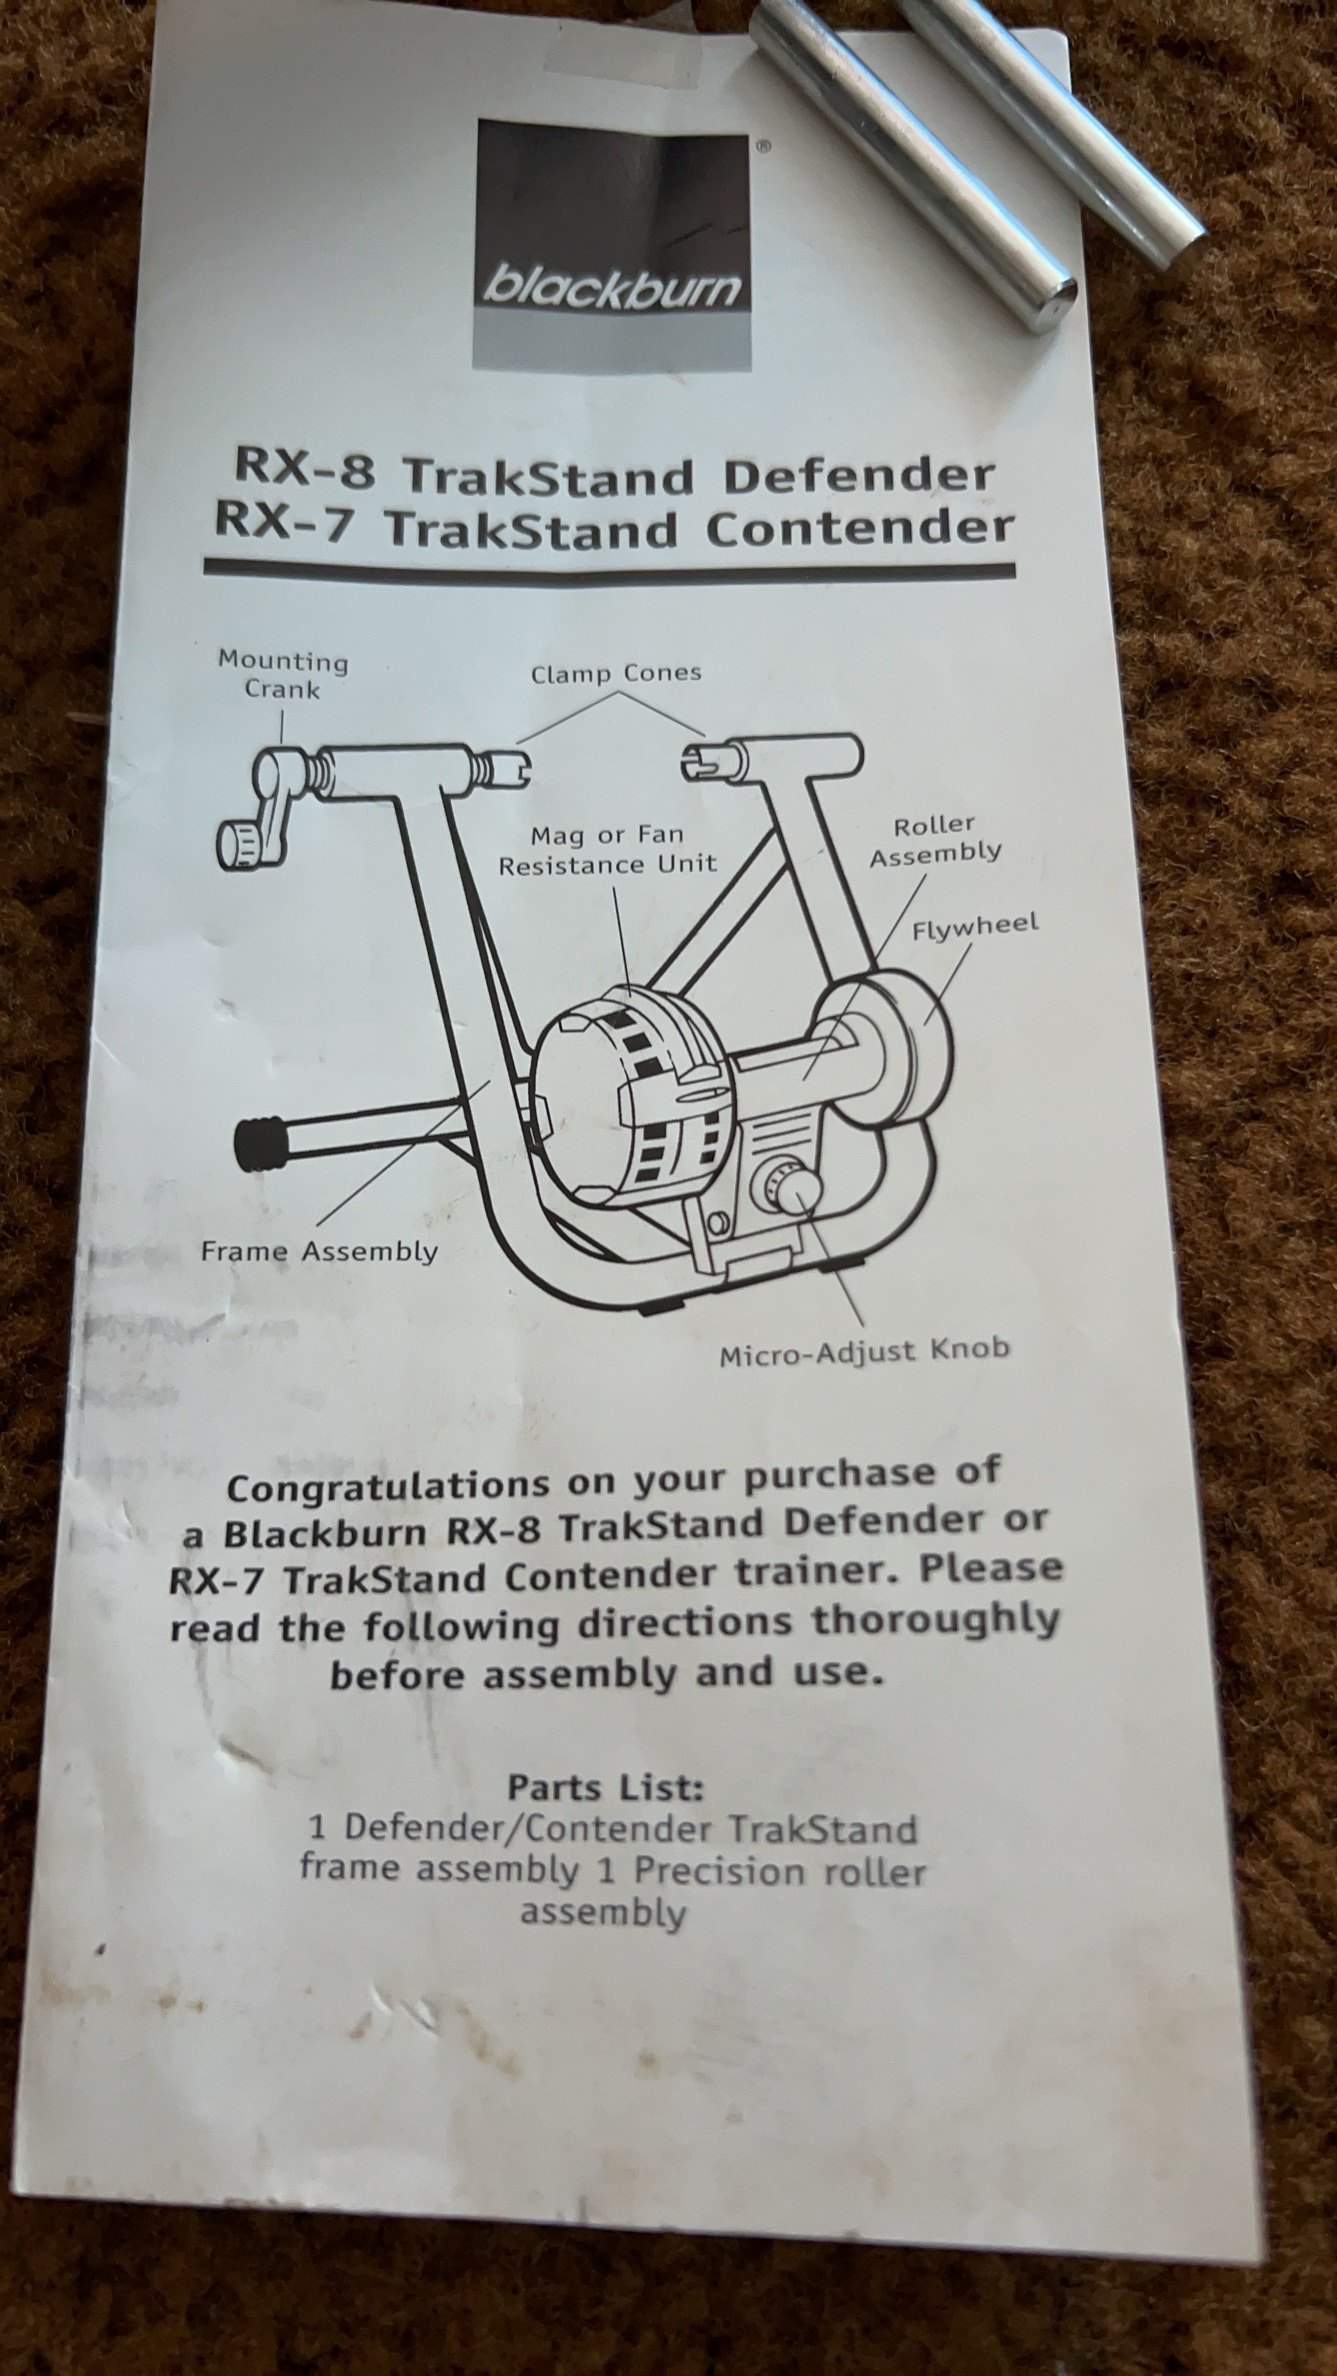 blackburn®
RX-8 TrakStand Defender
RX-7 TrakStand Contender
Mounting
Crank
Clamp Cones
Mag or Fan
Resistance Unit
Roller
Assembly
Flywheel
Frame Assembly
Micro-Adjust Knob
Congratulations on your purchase of
a Blackburn RX-8 TrakStand Defender or
RX-7 TrakStand Contender trainer. Please
read the following directions thoroughly
before assembly and use.
Parts List:
1 Defender/Contender TrakStand
frame assembly 1 Precision roller
assembly